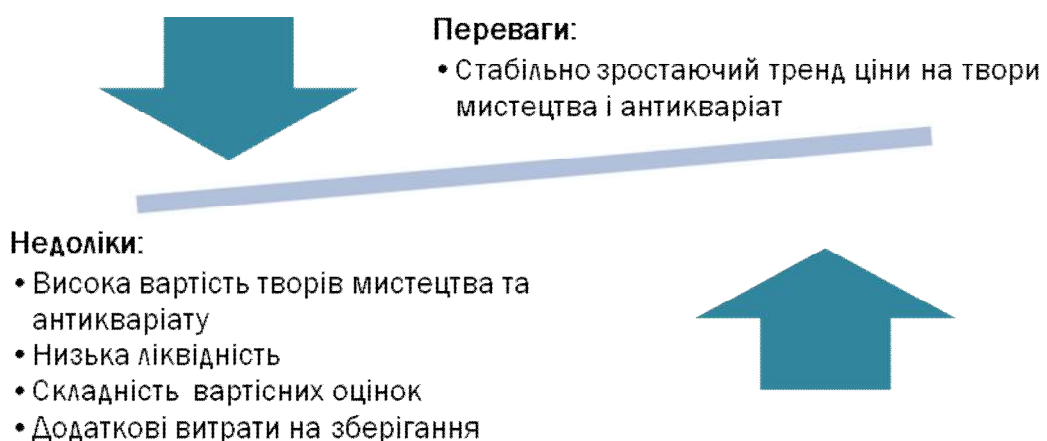 Переваги:
• Стабільно зростаючий тренд ціни на твори
мистецтва і антикваріат
Недоліки:
• Висока вартість творів мистецтва та
антикваріату
• Низька ліквідність
• Складність вартісних оцінок
• Додаткові витрати на зберігання